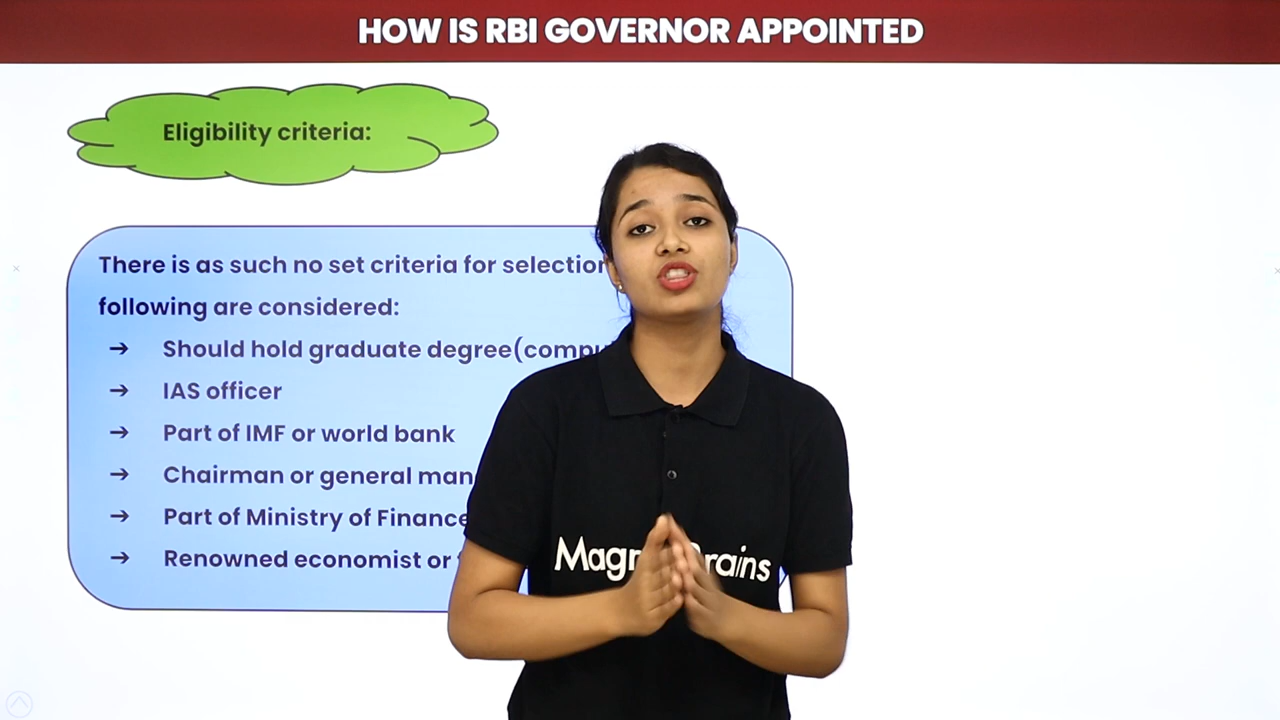 HOW IS RBI GOVERNOR APPOINTED
Eligibility criteria:
There is as such no set criteria for selection
following are considered:
→ Should hold graduate degree(compu
→ IAS officer
→ Part of IMF or world bank
→ Chairman or general man
→ Part of Ministry of Finance
→ Renowned economist or
Magn Brains